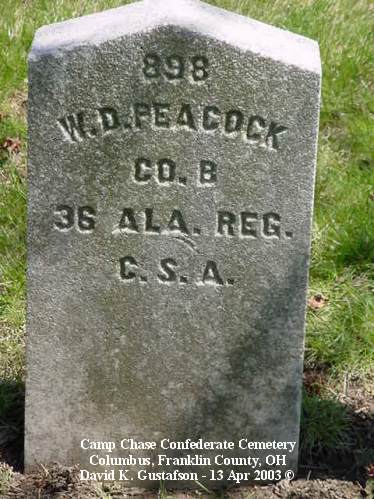 898
W.D. PEACOCK
CO. B
36 ALA. REG.
C. S. A.
Camp Chase Confederate Cemetery
Columbus, Franklin County, OH
David K. Gustafson - 13 Apr 2003 ©